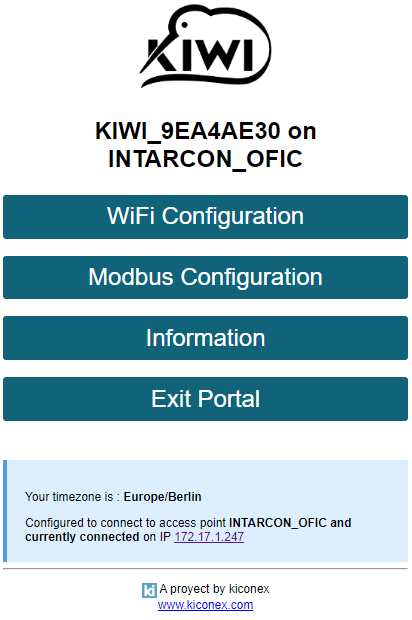 KIWI
KIWI_9EA4AE30 on
INTARCON_OFIC
WiFi Configuration
Modbus Configuration
Information
Exit Portal
Your timezone is : Europe/Berlin
Configured to connect to access point INTARCON_OFIC and
currently connected on IP 172.17.1.247
ki A proyect by kiconex
www.kiconex.com